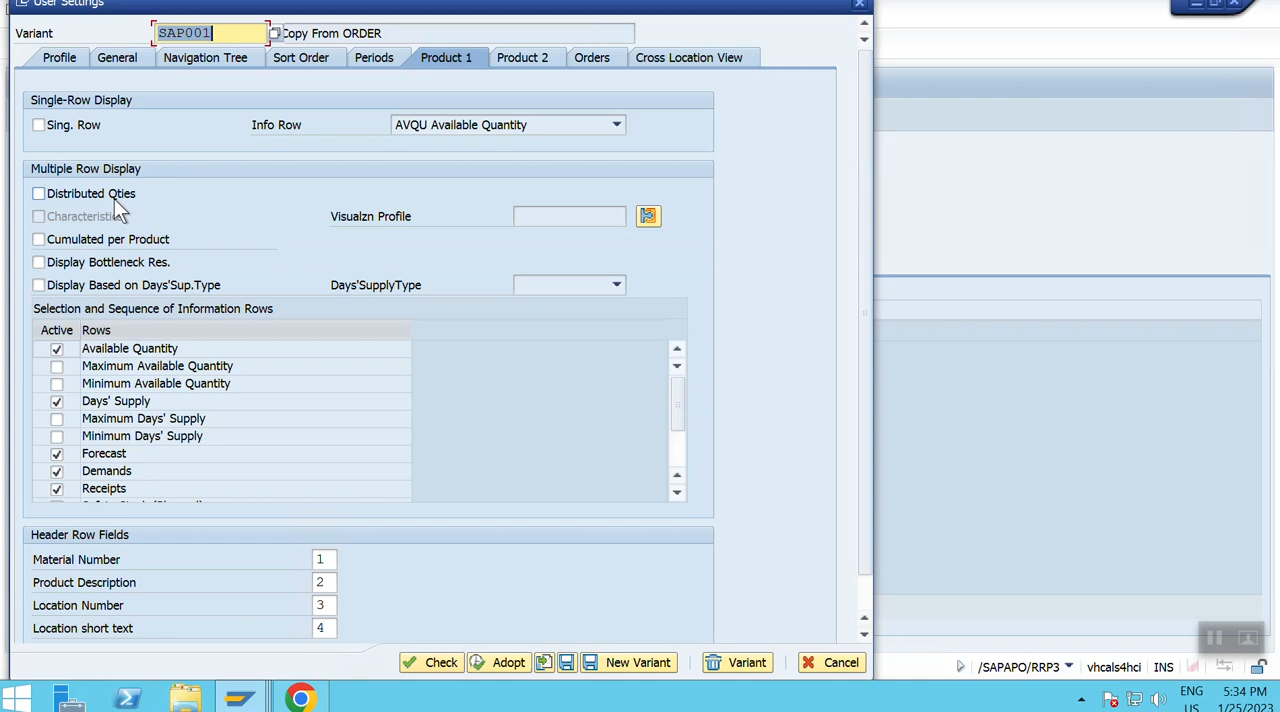 User Settings
Variant SAP001 Copy From ORDER
Profile General Navigation Tree Sort Order Periods Product 1 Product 2 Orders Cross Location View
Single-Row Display
Sing. Row Info Row AVQU Available Quantity
Multiple Row Display
Distributed Qties
Visualzn Profile
Cumulated per Product
Display Bottleneck Res.
Display Based on Days'Sup.Type Days'SupplyType
Selection and Sequence of Information Rows
Active Rows
Available Quantity
Maximum Available Quantity
Minimum Available Quantity
Days' Supply
Maximum Days' Supply
Minimum Days' Supply
Forecast
Demands
Receipts
Header Row Fields
Material Number 1
Product Description 2
Location Number 3
Location short text 4
Check Adopt New Variant Variant Cancel
/SAPAPO/RRP3 vhcals4hci INS
ENG 5:34 PM
US 1/25/2023